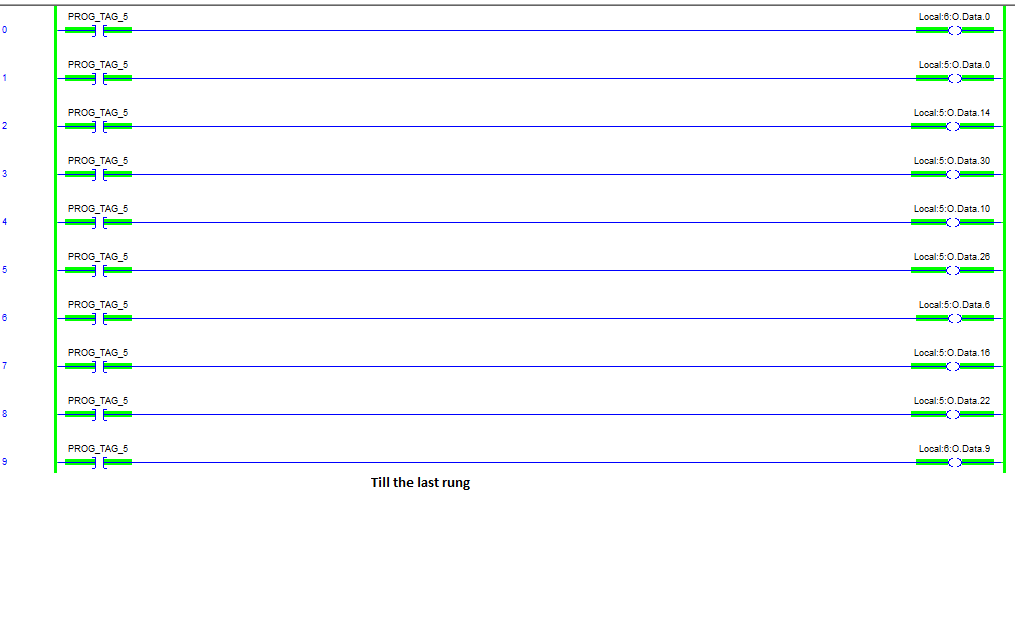 PROG_TAG_5 Local:6:O.Data.0
0
PROG_TAG_5 Local:5:O.Data.0
1
PROG_TAG_5 Local:5:O.Data.14
2
PROG_TAG_5 Local:5:O.Data.30
3
PROG_TAG_5 Local:5:O.Data.10
4
PROG_TAG_5 Local:5:O.Data.26
5
PROG_TAG_5 Local:5:O.Data.6
6
PROG_TAG_5 Local:5:O.Data.16
7
PROG_TAG_5 Local:5:O.Data.22
8
PROG_TAG_5 Local:6:O.Data.9
9
Till the last rung